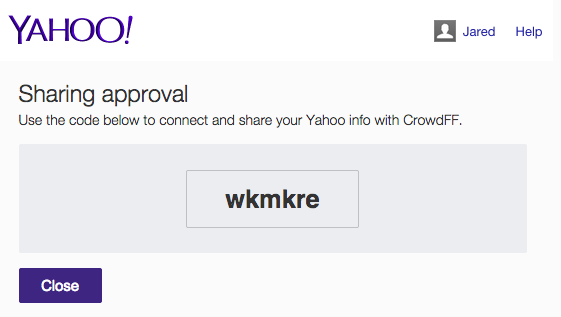 YAHOO!
Jared Help
Sharing approval
Use the code below to connect and share your Yahoo info with CrowdFF.
wkmkre
Close